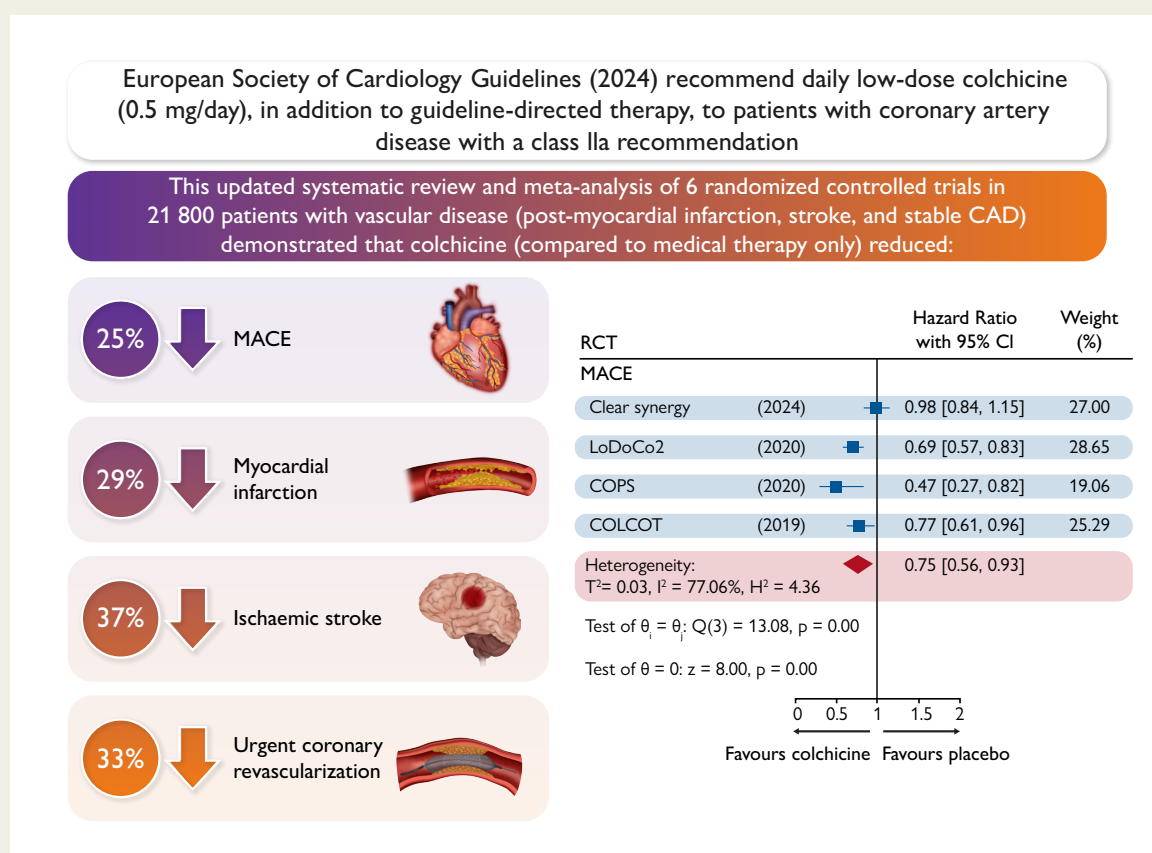 European Society of Cardiology Guidelines (2024) recommend daily low-dose colchicine
(0.5 mg/day), in addition to guideline-directed therapy, to patients with coronary artery
disease with a class IIa recommendation
This updated systematic review and meta-analysis of 6 randomized controlled trials in
21 800 patients with vascular disease (post-myocardial infarction, stroke, and stable CAD)
demonstrated that colchicine (compared to medical therapy only) reduced:
25% MACE
29% Myocardial
infarction
37% Ischaemic stroke
33% Urgent coronary
revascularization
Hazard Ratio Weight
RCT with 95% CI (%)
MACE
Clear synergy (2024) 0.98 [0.84, 1.15] 27.00
LoDoCo2 (2020) 0.69 [0.57, 0.83] 28.65
COPS (2020) 0.47 [0.27, 0.82] 19.06
COLCOT (2019) 0.77 [0.61, 0.96] 25.29
Heterogeneity: 0.75 [0.56, 0.93]
T²= 0.03, I² = 77.06%, H² = 4.36
Test of θᵢ = θⱼ: Q(3) = 13.08, p = 0.00
Test of θ = 0: z = 8.00, p = 0.00
0 0.5 1 1.5 2
Favours colchicine Favours placebo